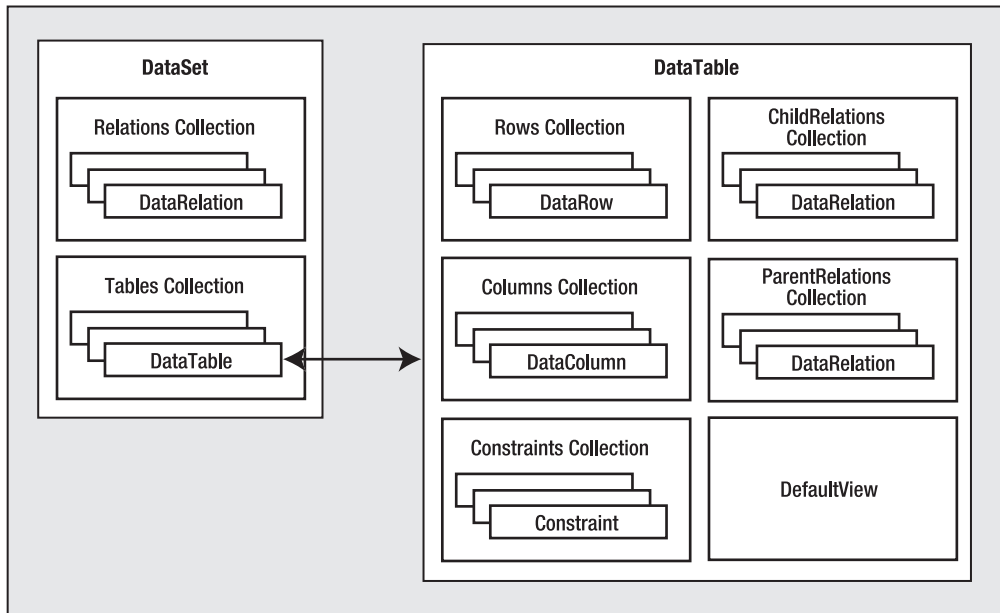 DataSet
Relations Collection
DataRelation
Tables Collection
DataTable
DataTable
Rows Collection
DataRow
ChildRelations
Collection
DataRelation
Columns Collection
DataColumn
ParentRelations
Collection
DataRelation
Constraints Collection
Constraint
DefaultView